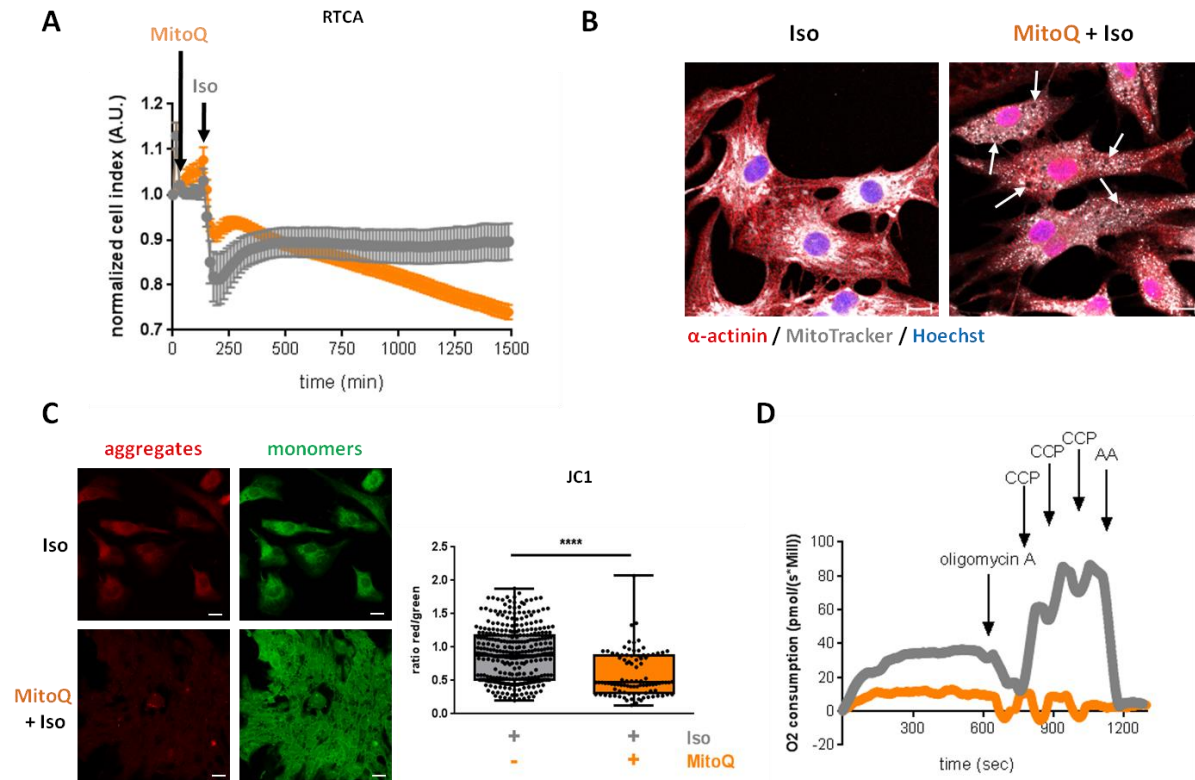 A
RTCA
MitoQ
Iso
normalized cell index (A.U.)
1.2
1.1
1.0
0.9
0.8
0.7
0
250
500
750
1000
1250
1500
time (min)
B
Iso
MitoQ + Iso
α-actinin / MitoTracker / Hoechst
C
aggregates
monomers
Iso
MitoQ
+ Iso
JC1
****
ratio red/green
2.5
2.0
1.5
1.0
0.5
0.0
+ + Iso
- + MitoQ
D
CCP
CCP
CCP
AA
oligomycin A
O2 consumption (pmol/(s*Mill))
100
80
60
40
20
0
-20
300
600
900
1200
time (sec)